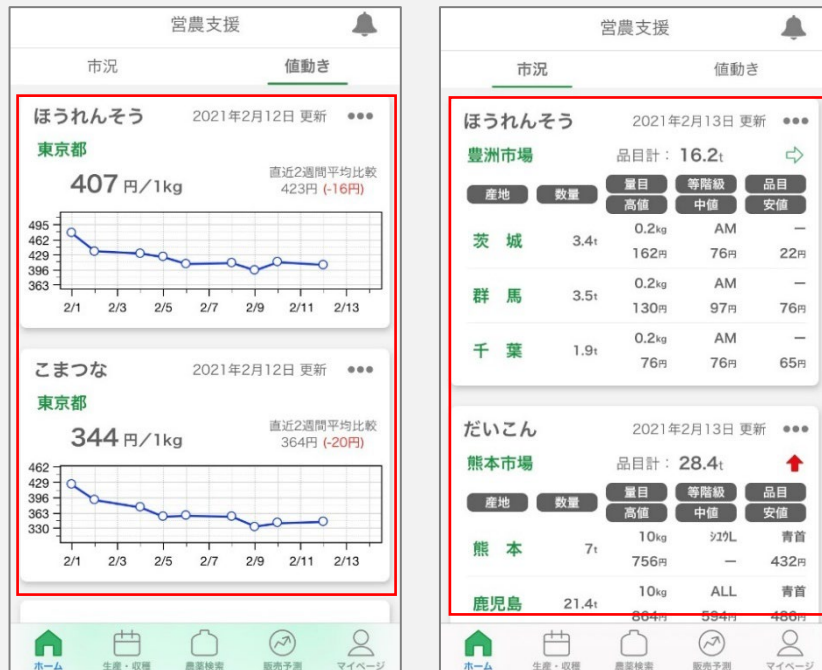 営農支援
市況 値動き
ほうれんそう 2021年2月12日 更新
東京都
407 円/1kg
直近2週間平均比較
423円 (-16円)
495
462
429
396
363
2/1 2/3 2/5 2/7 2/9 2/11 2/13
こまつな 2021年2月12日 更新
東京都
344 円/1kg
直近2週間平均比較
364円 (-20円)
462
429
396
363
330
2/1 2/3 2/5 2/7 2/9 2/11 2/13
ホーム 生産・収穫 農薬検索 販売予測 マイページ
営農支援
市況 値動き
ほうれんそう 2021年2月13日 更新
豊洲市場 品目計: 16.2t
産地 数量 量目 等階級 品目
高値 中値 安値
茨 城 3.4t 0.2kg AM ー
162円 76円 22円
群 馬 3.5t 0.2kg AM ー
130円 97円 76円
千 葉 1.9t 0.2kg AM ー
76円 76円 65円
だいこん 2021年2月13日 更新
熊本市場 品目計: 28.4t
産地 数量 量目 等階級 品目
高値 中値 安値
熊 本 7t 10kg ｼﾕｳL 青首
756円 ー 432円
鹿児島 21.4t 10kg ALL 青首
864円 594円 486円
ホーム 生産・収穫 農薬検索 販売予測 マイページ